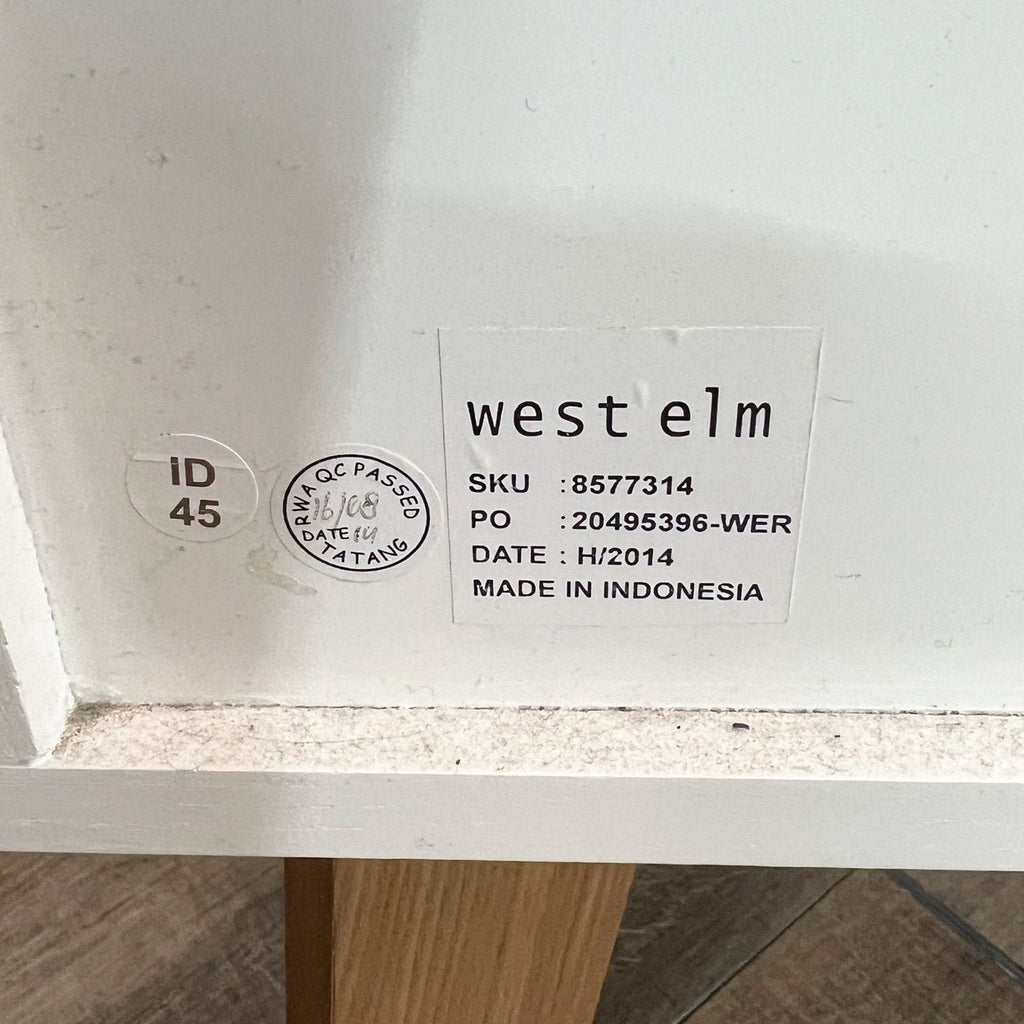 iD
45
RWA QC PASSED
16/08
DATE 14
TATANG
west elm
SKU : 8577314
PO : 20495396-WER
DATE : H/2014
MADE IN INDONESIA